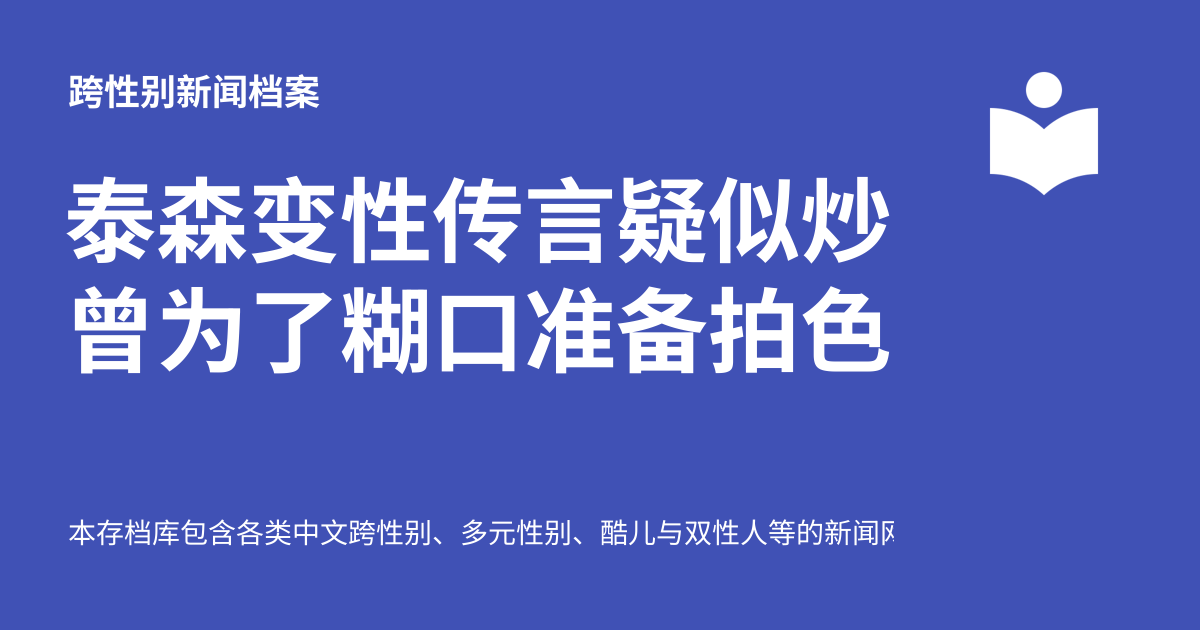 跨性别新闻档案
泰森变性传言疑似炒
曾为了糊口准备拍色
本存档库包含各类中文跨性别、多元性别、酷儿与双性人等的新闻